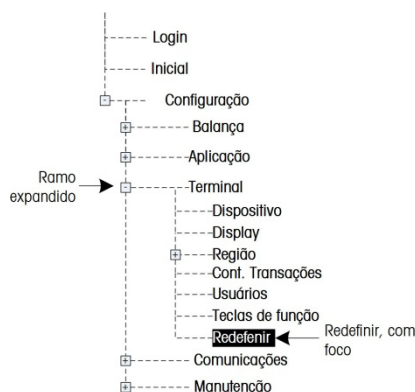 Login
Inicial
Configuração
Balança
Aplicação
Ramo
expandido
Terminal
Dispositivo
Display
Região
Cont. Transações
Usuários
Teclas de função
Redefenir
Redefinir, com
foco
Comunicações
Manutenção